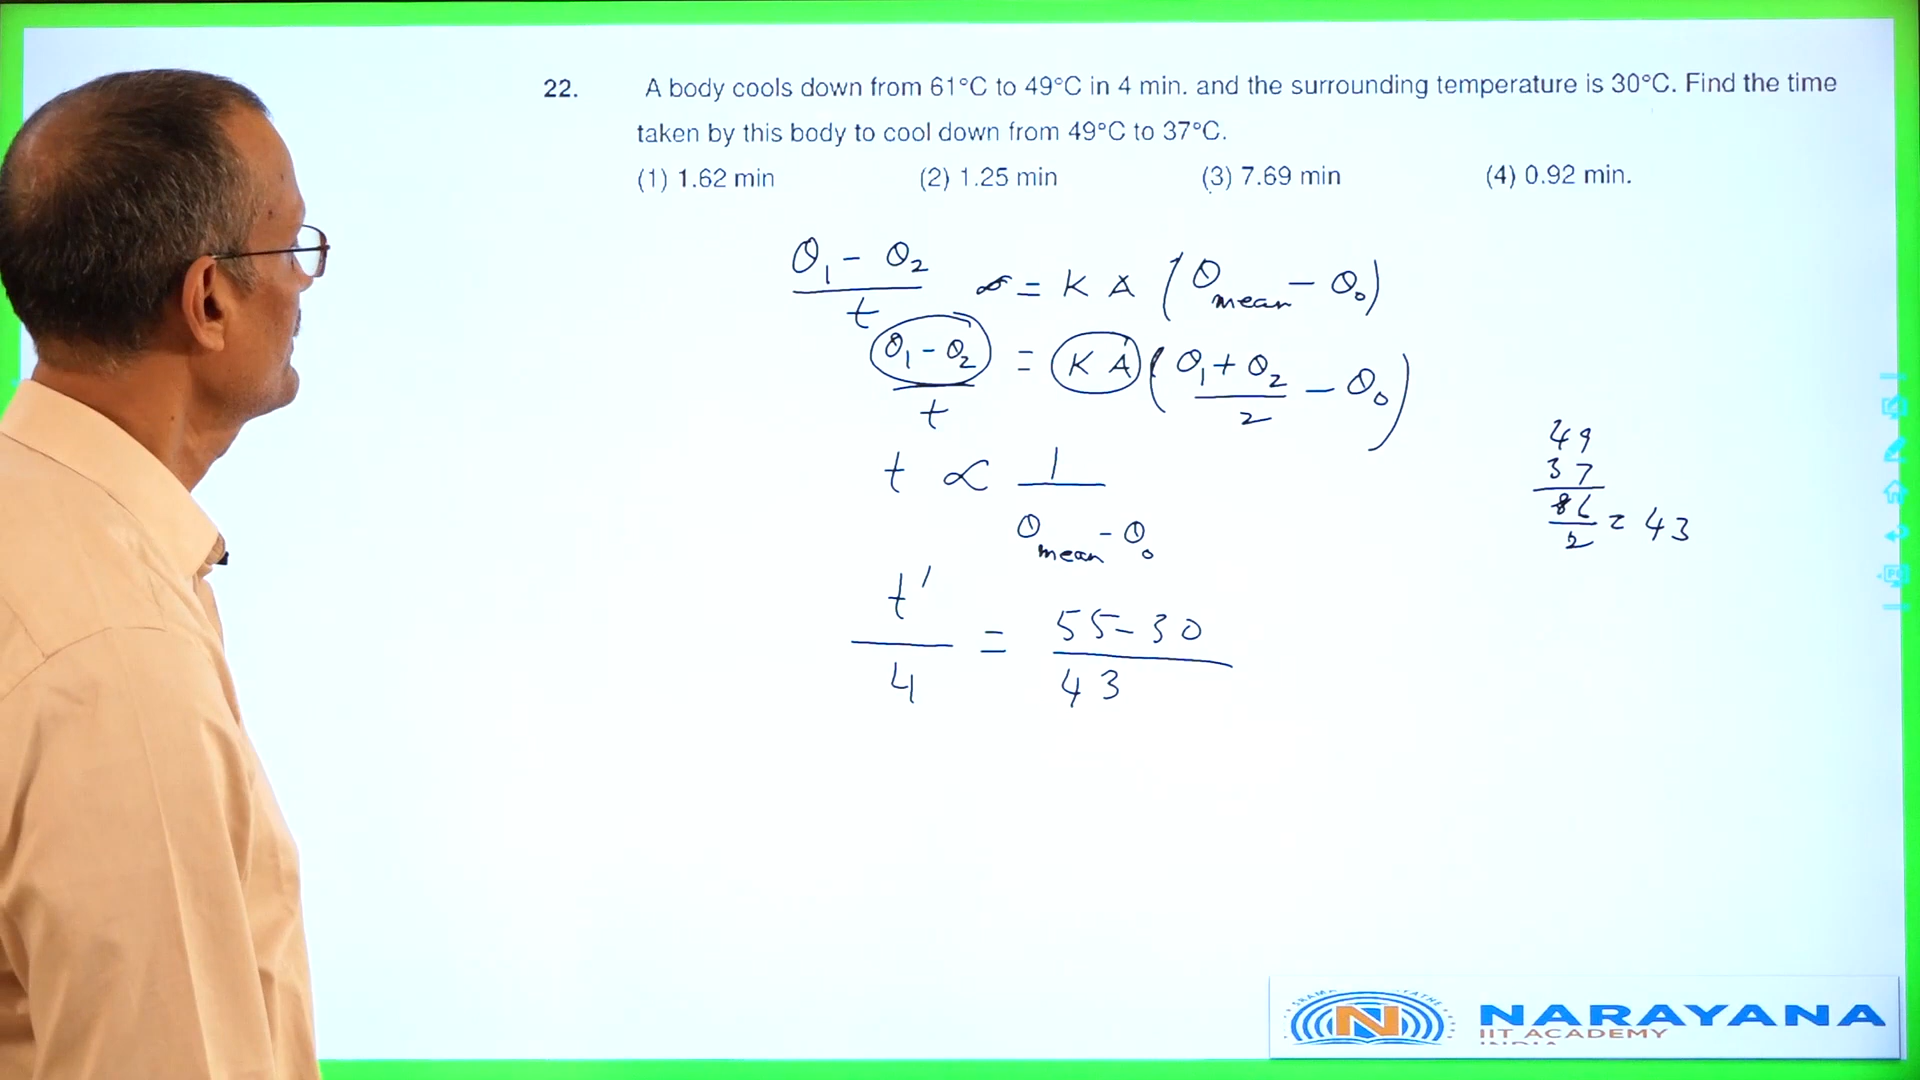 22. A body cools down from 61°C to 49°C in 4 min. and the surrounding temperature is 30°C. Find the time
taken by this body to cool down from 49°C to 37°C.
(1) 1.62 min (2) 1.25 min (3) 7.69 min (4) 0.92 min.
θ₁ - θ₂ / t = K A (θmean - θ₀)
θ₁ - θ₂ / t = K A (θ₁ + θ₂ / 2 - θ₀)
t ∝ 1 / θmean - θ₀
t' / 4 = 55 - 30 / 43
49
37
86 / 2 = 43
NARAYANA
IIT ACADEMY